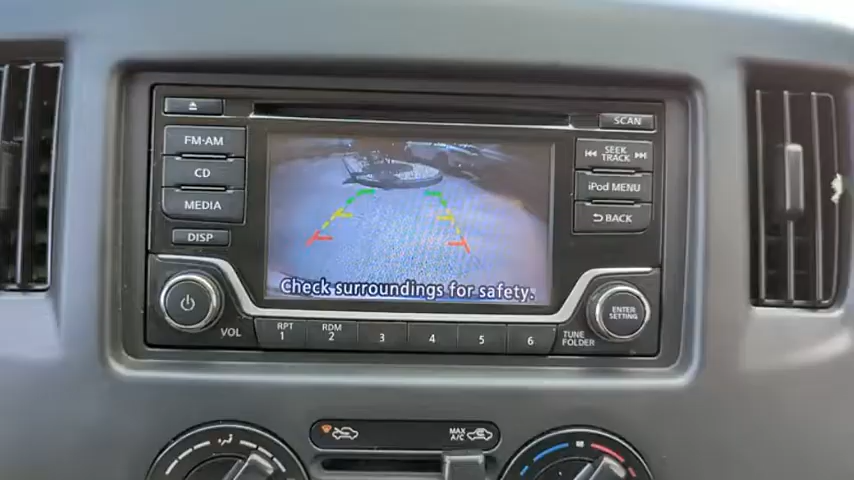 SCAN
FM·AM
SEEK
TRACK
CD
iPod MENU
MEDIA
BACK
DISP
Check surroundings for safety.
ENTER
SETTING
VOL
RPT
1
RDM
2
3
4
5
6
TUNE
FOLDER
MAX
A/C